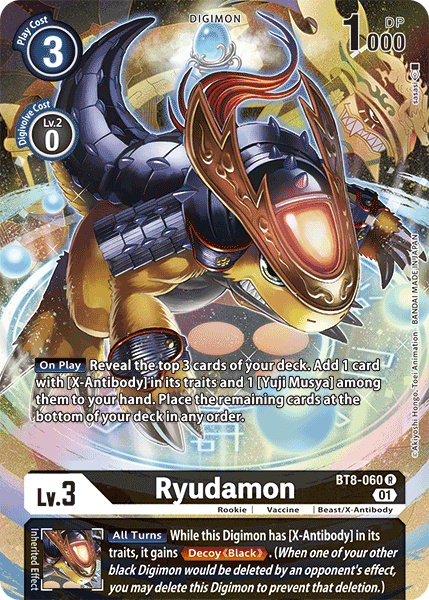 DIGIMON
Play Cost
3
DP
1000
Digivolve Cost
Lv.2
0
©Akiyoshi Hongo, Toei Animation BANDAI MADE IN JAPAN
On Play Reveal the top 3 cards of your deck. Add 1 card
with [X-Antibody] in its traits and 1 [Yuji Musya] among
them to your hand. Place the remaining cards at the
bottom of your deck in any order.
BT8-060 R
Lv.3
Ryudamon
01
Rookie | Vaccine | Beast/X-Antibody
Inherited Effect
All Turns While this Digimon has [X-Antibody] in its
traits, it gains Decoy《Black》. (When one of your other
black Digimon would be deleted by an opponent's effect,
you may delete this Digimon to prevent that deletion.)